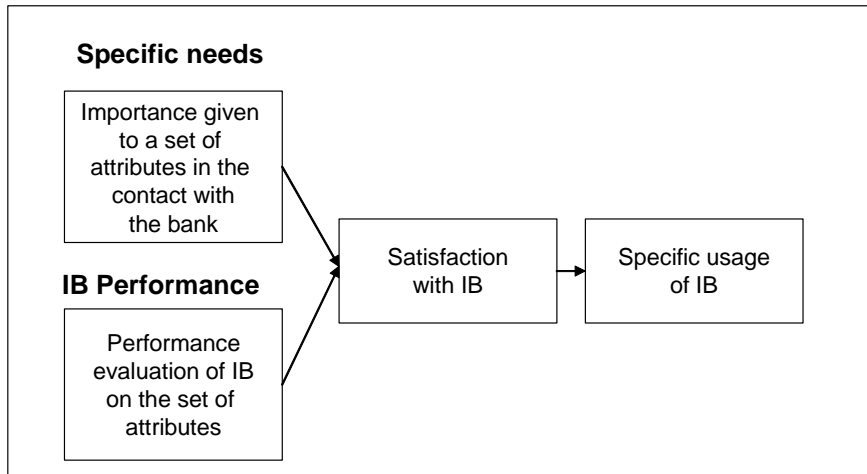 Specific needs
Importance given
to a set of
attributes in the
contact with
the bank
IB Performance
Performance
evaluation of IB
on the set of
attributes
Satisfaction
with IB
Specific usage
of IB